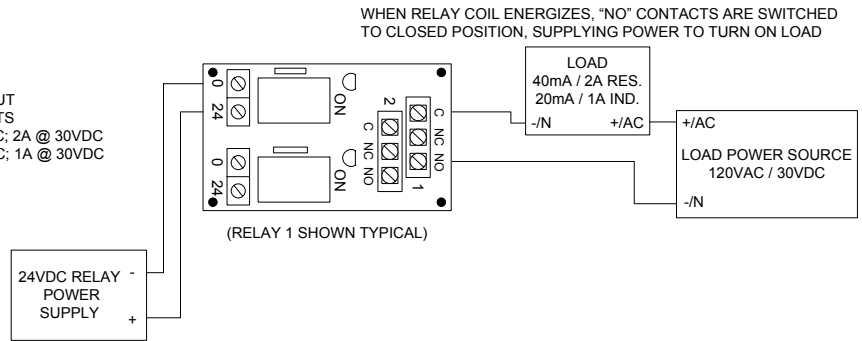 WHEN RELAY COIL ENERGIZES, “NO” CONTACTS ARE SWITCHED
TO CLOSED POSITION, SUPPLYING POWER TO TURN ON LOAD
UT
TS
C; 2A @ 30VDC
C; 1A @ 30VDC
0
24
ON
0
24
ON
2
C
NC
NO
C
NC
NO
1
LOAD
40mA / 2A RES.
20mA / 1A IND.
-/N +/AC
+/AC
LOAD POWER SOURCE
120VAC / 30VDC
-/N
(RELAY 1 SHOWN TYPICAL)
24VDC RELAY -
POWER
SUPPLY
+